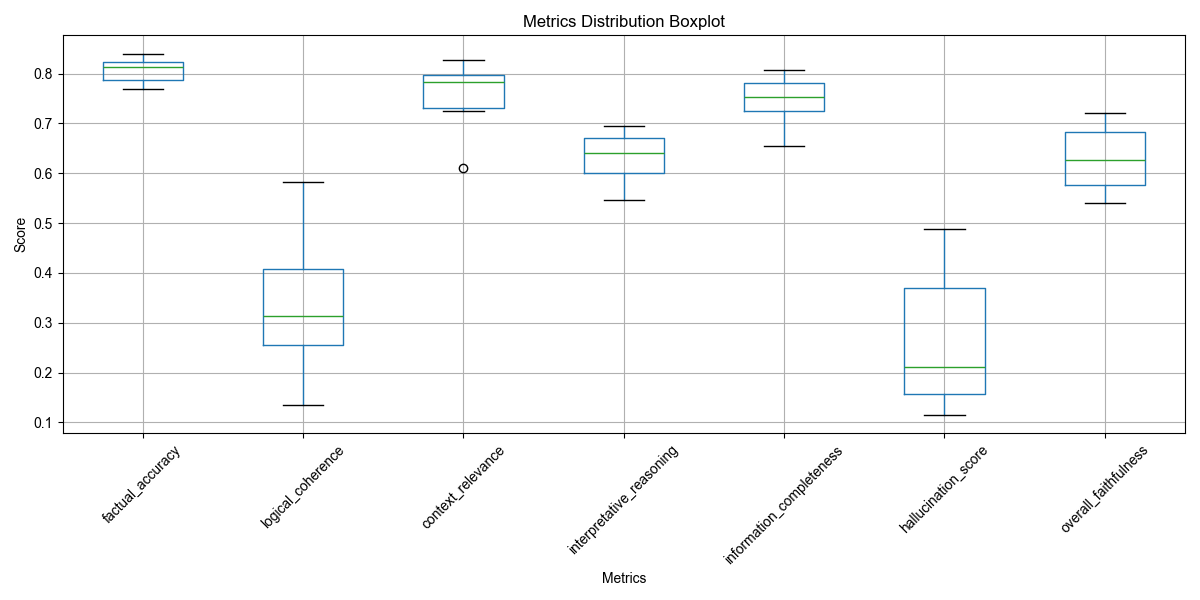 Metrics Distribution Boxplot
Score
0.8
0.7
0.6
0.5
0.4
0.3
0.2
0.1
factual_accuracy
logical_coherence
context_relevance
interpretative_reasoning
information_completeness
hallucination_score
overall_faithfulness
Metrics